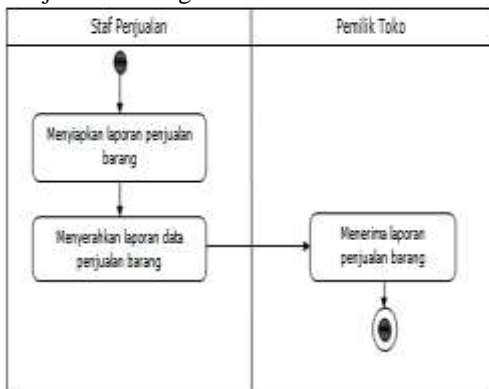 Staf Penjualan
Pemilik Toko
Menyiapkan laporan penjualan
barang
Menyerahkan laporan data
penjualan barang
Menerima laporan
penjualan barang